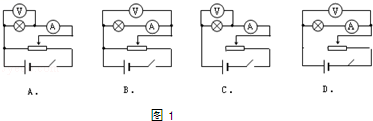 V V V V
A A A A
A. B. C. D.
图 1